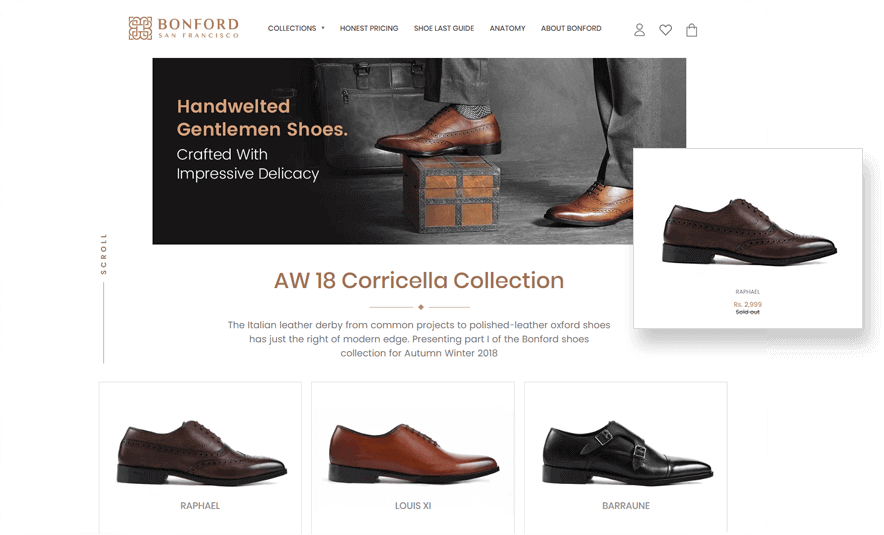 BONFORD
SAN FRANCISCO
COLLECTIONS
HONEST PRICING
SHOE LAST GUIDE
ANATOMY
ABOUT BONFORD
Handwelted
Gentlemen Shoes.
Crafted With
Impressive Delicacy
SCROLL
RAPHAEL
Rs. 2,999
Sold out
AW 18 Corricella Collection
The Italian leather derby from common projects to polished-leather oxford shoes
has just the right of modern edge. Presenting part I of the Bonford shoes
collection for Autumn Winter 2018
RAPHAEL
LOUIS XI
BARRAUNE